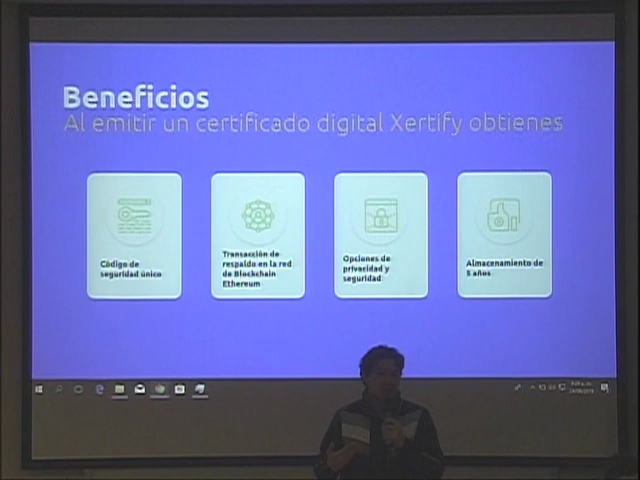 Beneficios
Al emitir un certificado digital Xertify obtienes
Código de
seguridad único
Transacción de
respaldo en la red
de Blockchain
Ethereum
Opciones de
privacidad y
seguridad
Almacenamiento de
5 años